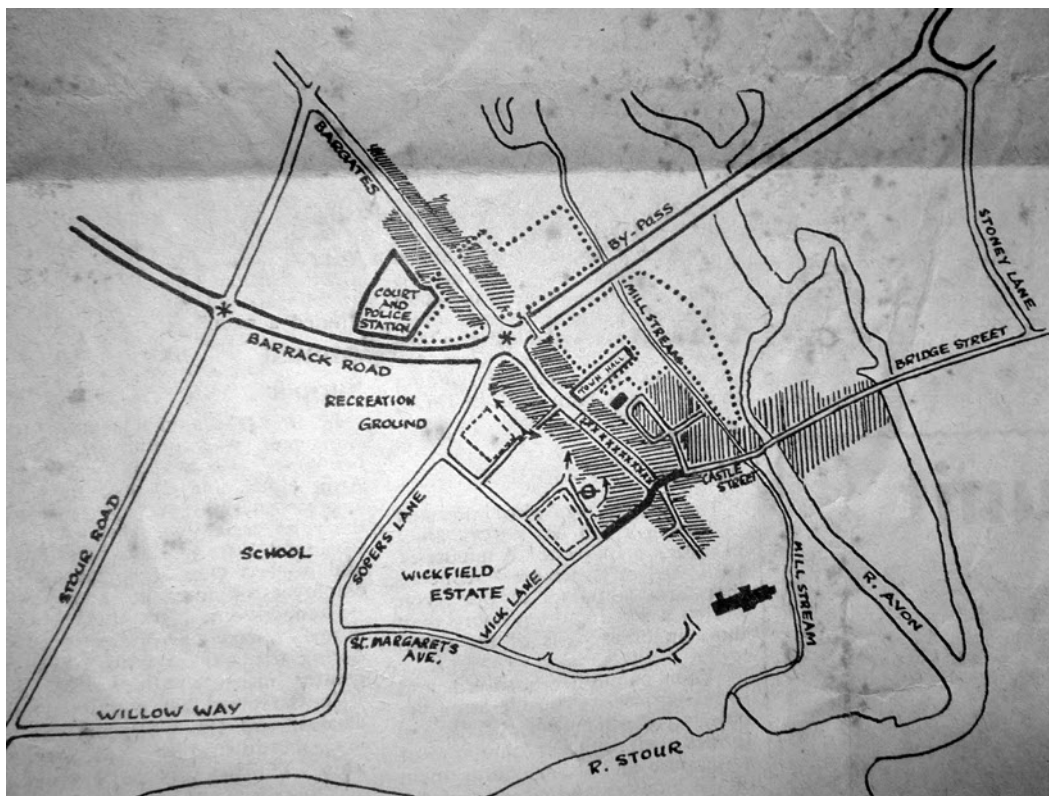 BARGATES
BY-PASS
STONEY LANE
COURT
AND
POLICE
STATION
MILL STREAM
BARRACK ROAD
TOWN HALL
BRIDGE STREET
RECREATION
GROUND
CASTLE
STREET
STOUR ROAD
SOPERS LANE
SCHOOL
WICKFIELD
ESTATE
WICK LANE
MILL STREAM
R. AVON
ST. MARGARETS
AVE.
WILLOW WAY
R. STOUR